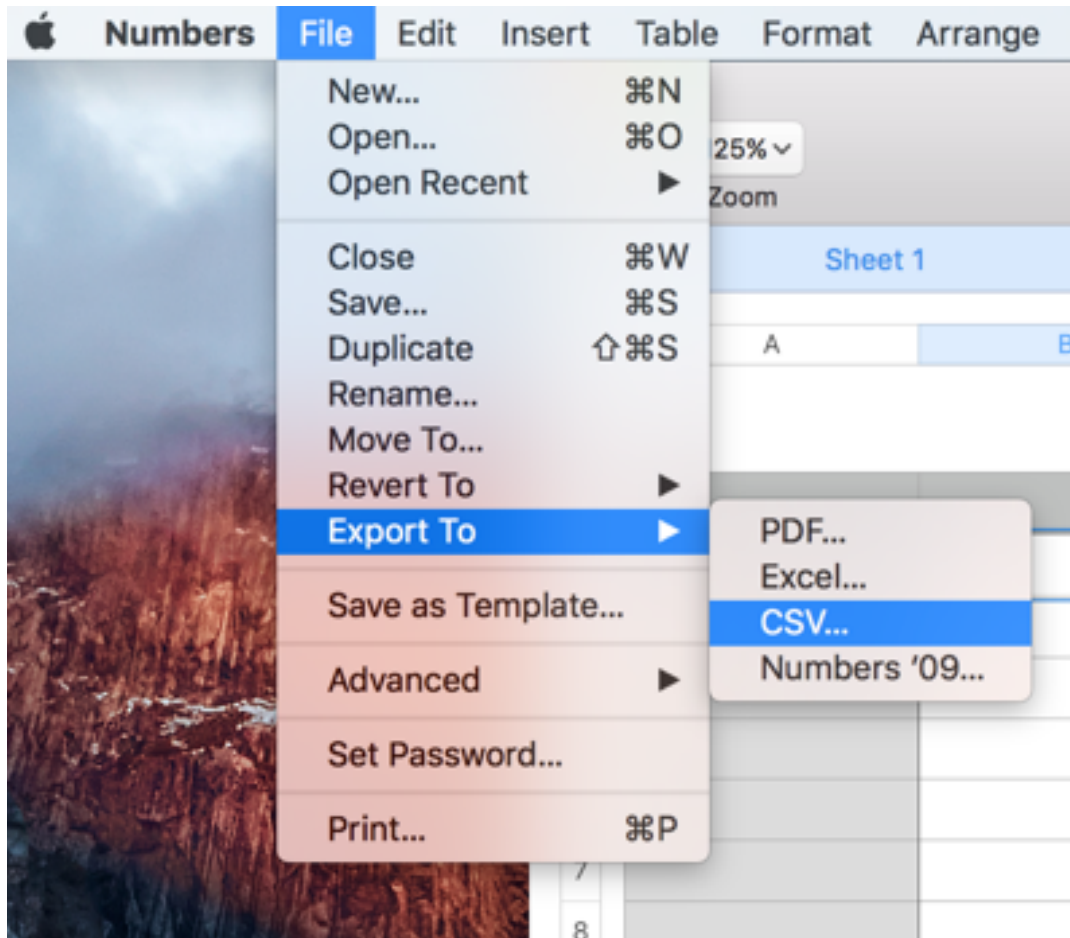 Numbers File Edit Insert Table Format Arrange
New... ⌘N
Open... ⌘O
Open Recent ▶
Close ⌘W
Save... ⌘S
Duplicate ⇧⌘S
Rename...
Move To...
Revert To ▶
Export To ▶
Save as Template...
Advanced ▶
Set Password...
Print... ⌘P
PDF...
Excel...
CSV...
Numbers ’09...
25%
Zoom
Sheet 1
A
B
7
8